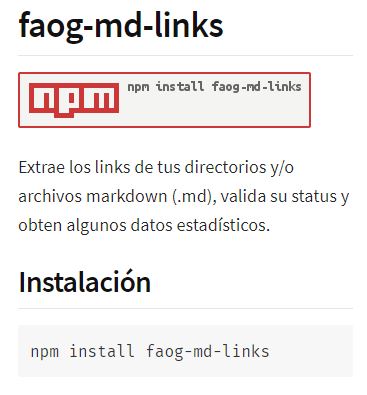 faog-md-links
npm npm install faog-md-links
Extrae los links de tus directorios y/o
archivos markdown (.md), valida su status y
obten algunos datos estadísticos.
Instalación
npm install faog-md-links